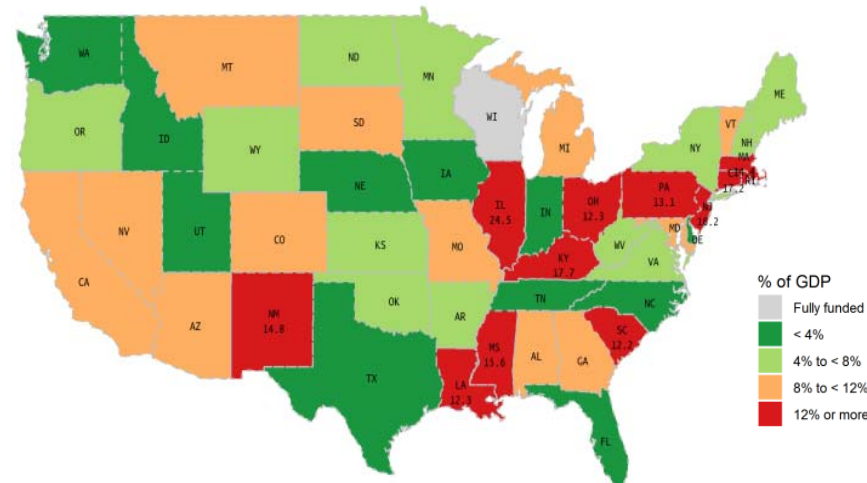 WA
MT
ND
MN
ME
OR
ID
SD
WI
MI
VT
NH
NY
MA
WY
NE
IA
PA
13.1
NV
UT
CO
IL
24.5
IN
OH
12.3
NJ
MD
DE
CA
KS
MO
KY
17.7
WV
VA
AZ
NM
14.8
OK
AR
TN
NC
TX
MS
15.6
AL
GA
SC
12.2
LA
12.3
FL
17.2
% of GDP
Fully funded
< 4%
4% to < 8%
8% to < 12%
12% or more